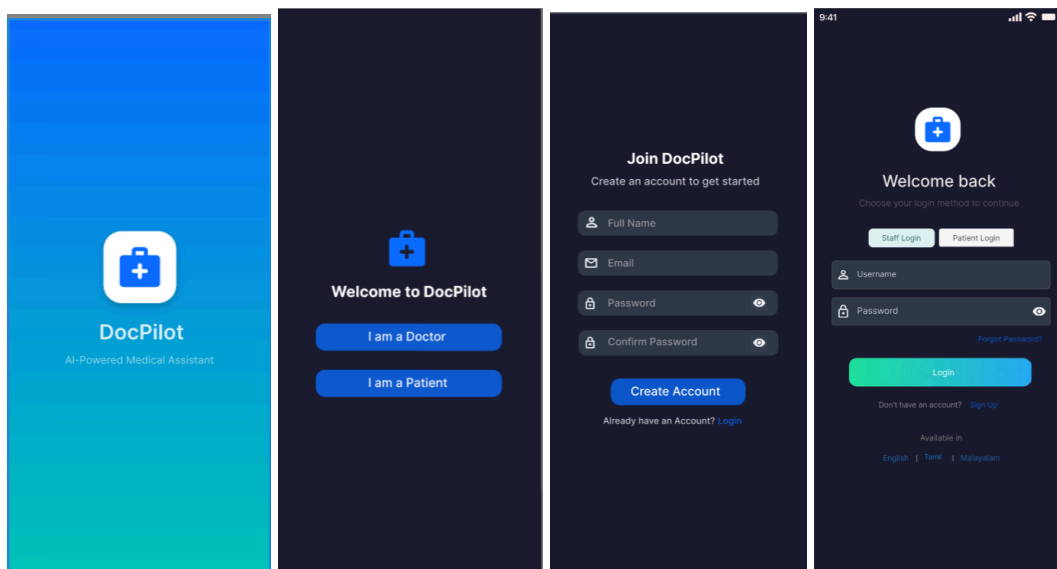 DocPilot
AI-Powered Medical Assistant
Welcome to DocPilot
I am a Doctor
I am a Patient
Join DocPilot
Create an account to get started
Full Name
Email
Password
Confirm Password
Create Account
Already have an Account? Login
9:41
Welcome back
Choose your login method to continue
Staff Login Patient Login
Username
Password
Forgot Password?
Login
Don't have an account? Sign Up
Available in
English | Tamil | Malayalam